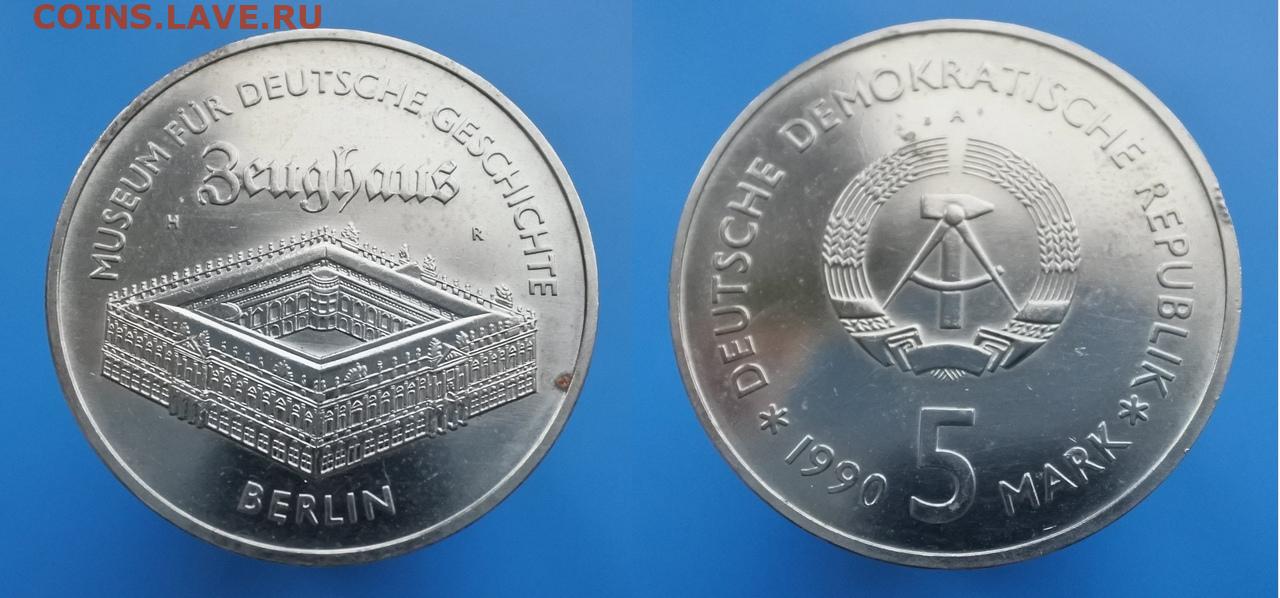 COINS.LAVE.RU
MUSEUM FÜR DEUTSCHE GESCHICHTE
Zeughaus
H R
BERLIN
DEUTSCHE DEMOKRATISCHE REPUBLIK
A
* 1990 5 MARK *